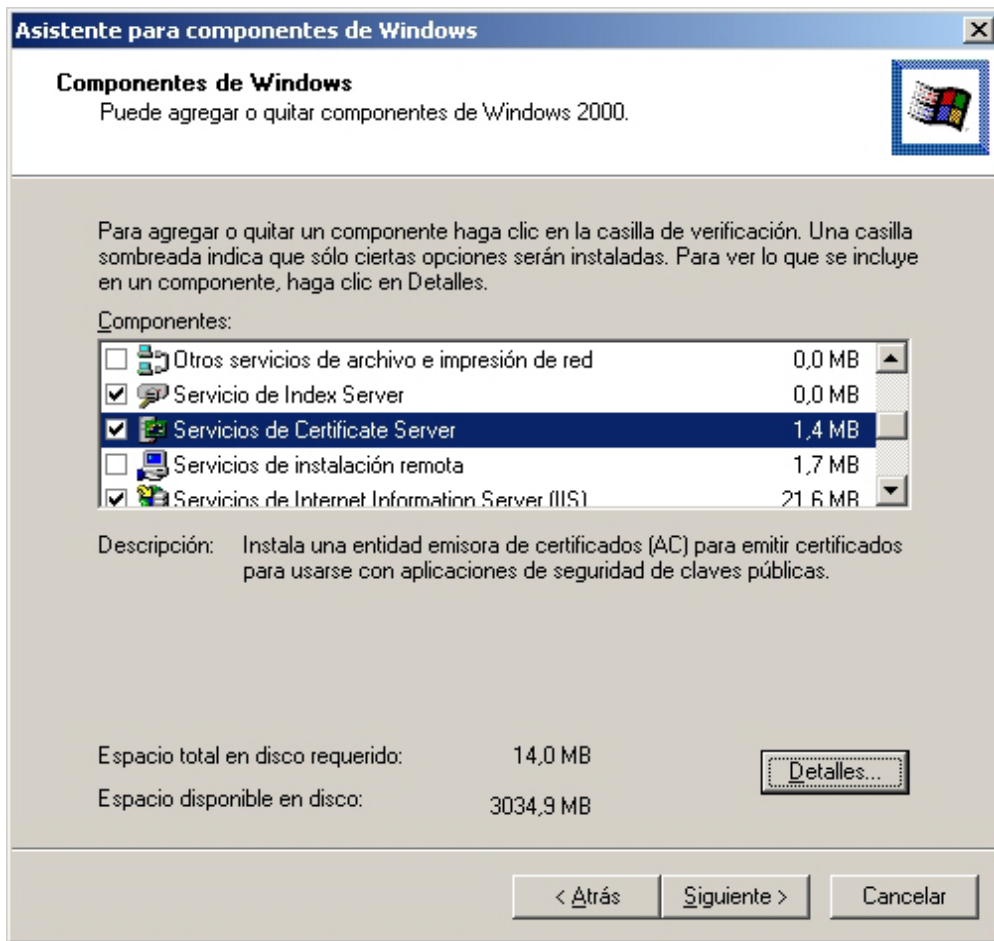 Asistente para componentes de Windows
Componentes de Windows
Puede agregar o quitar componentes de Windows 2000.
Para agregar o quitar un componente haga clic en la casilla de verificación. Una casilla
sombreada indica que sólo ciertas opciones serán instaladas. Para ver lo que se incluye
en un componente, haga clic en Detalles.
Componentes:
Otros servicios de archivo e impresión de red 0,0 MB
Servicio de Index Server 0,0 MB
Servicios de Certificate Server 1,4 MB
Servicios de instalación remota 1,7 MB
Servicios de Internet Information Server (IIS) 21,6 MB
Descripción: Instala una entidad emisora de certificados (AC) para emitir certificados
para usarse con aplicaciones de seguridad de claves públicas.
Espacio total en disco requerido: 14,0 MB
Detalles...
Espacio disponible en disco: 3034,9 MB
< Atrás Siguiente > Cancelar